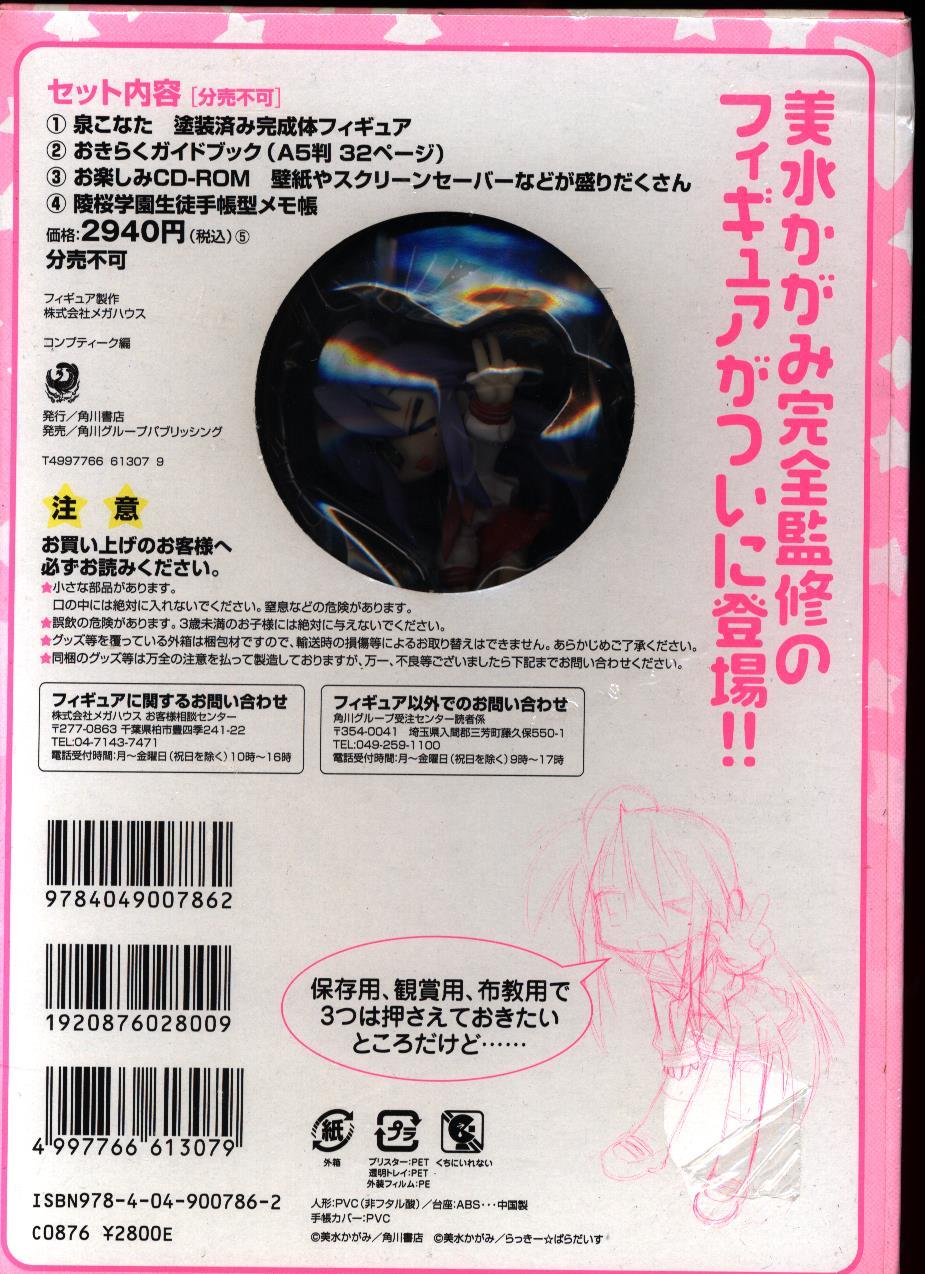 美水かがみ完全監修の
フィギュアがついに登場!!
セット内容 [分売不可]
① 泉こなた 塗装済み完成体フィギュア
② おきらくガイドブック（A5判 32ページ）
③ お楽しみCD-ROM 壁紙やスクリーンセーバーなどが盛りだくさん
④ 陵桜学園生徒手帳型メモ帳
価格:2940円（税込）⑤
分売不可
フィギュア製作
株式会社メガハウス
コンプティーク編
発行／角川書店
発売／角川グループパブリッシング
T4997766 61307 9
注 意
お買い上げのお客様へ
必ずお読みください。
★小さな部品があります。
口の中には絶対に入れないでください。窒息などの危険があります。
★誤飲の危険があります。3歳未満のお子様には絶対に与えないでください。
★グッズ等を覆っている外箱は梱包材ですので、輸送時の損傷等によるお取り替えはできません。あらかじめご了承ください。
★同梱のグッズ等は万全の注意を払って製造しておりますが、万一、不良等ございましたら下記までお問い合わせください。
フィギュアに関するお問い合わせ
株式会社メガハウス お客様相談センター
〒277-0863 千葉県柏市豊四季241-22
TEL:04-7143-7471
電話受付時間:月〜金曜日（祝日を除く）10時〜16時
フィギュア以外でのお問い合わせ
角川グループ受注センター読者係
〒354-0041 埼玉県入間郡三芳町藤久保550-1
TEL:049-259-1100
電話受付時間:月〜金曜日（祝日を除く）9時〜17時
9784049007862
1920876028009
4 997766 613079
ISBN978-4-04-900786-2
C0876 ¥2800E
保存用、観賞用、布教用で
3つは押さえておきたい
ところだけど……
紙
外箱
プラ
ブリスター:PET
透明トレイ:PET
外装フィルム:PE
くちにいれない
人形:PVC（非フタル酸）／台座:ABS･･･中国製
手帳カバー:PVC
©美水かがみ／角川書店 ©美水かがみ／らっきー☆ぱらだいす